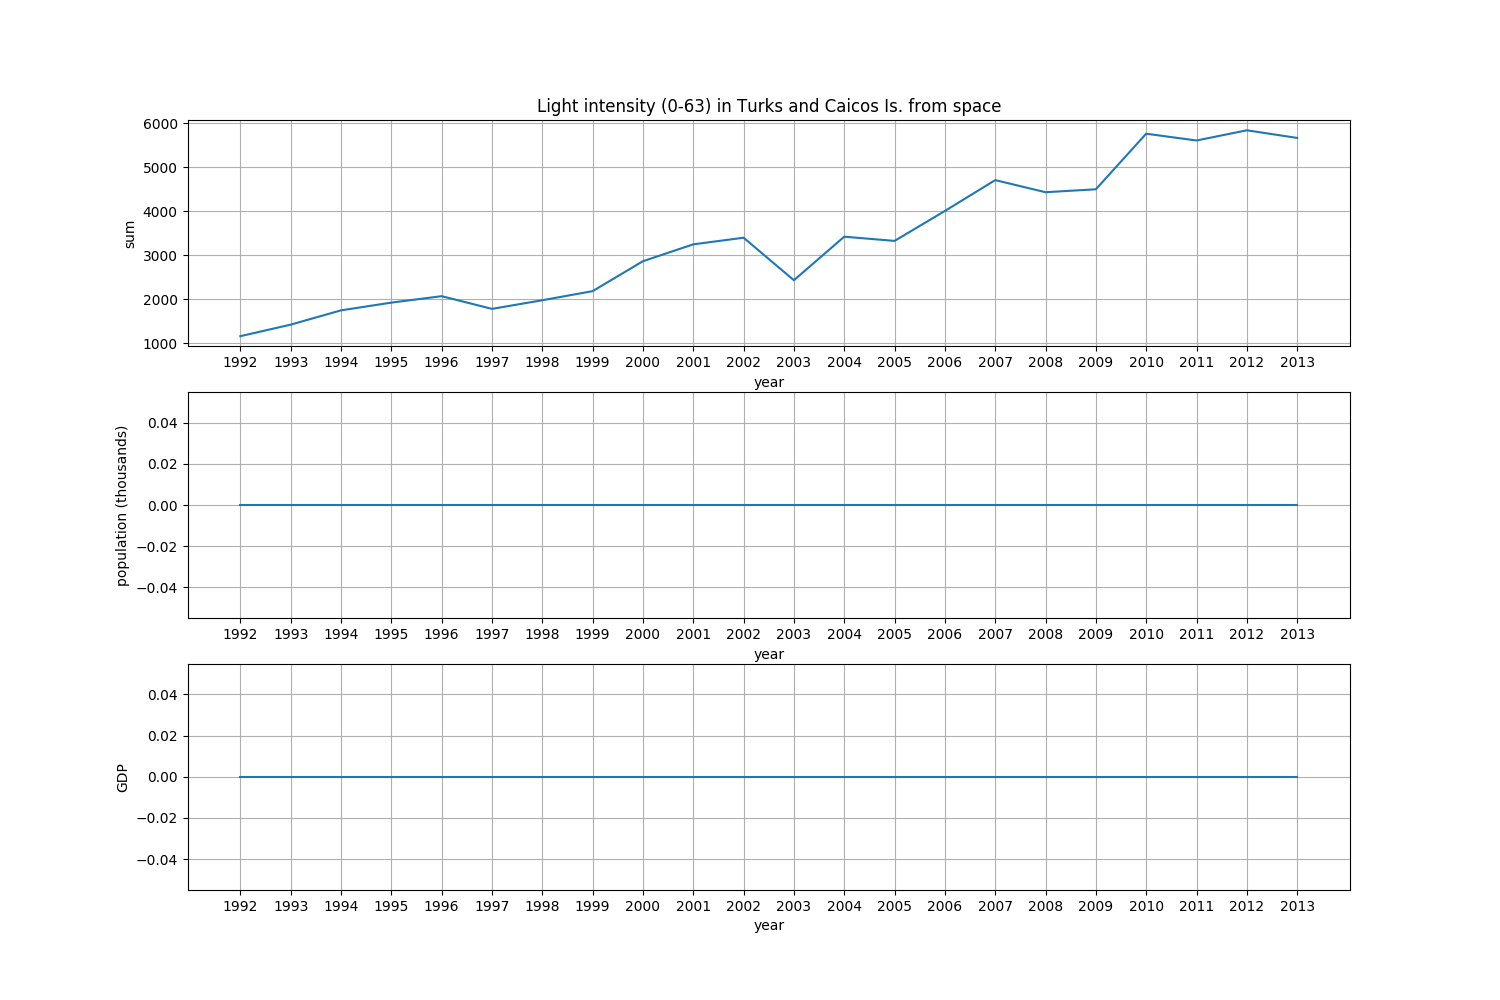 Light intensity (0-63) in Turks and Caicos Is. from space
6000
5000
4000
3000
2000
1000
sum
1992 1993 1994 1995 1996 1997 1998 1999 2000 2001 2002 2003 2004 2005 2006 2007 2008 2009 2010 2011 2012 2013
year
0.04
0.02
0.00
−0.02
−0.04
population (thousands)
1992 1993 1994 1995 1996 1997 1998 1999 2000 2001 2002 2003 2004 2005 2006 2007 2008 2009 2010 2011 2012 2013
year
0.04
0.02
0.00
−0.02
−0.04
GDP
1992 1993 1994 1995 1996 1997 1998 1999 2000 2001 2002 2003 2004 2005 2006 2007 2008 2009 2010 2011 2012 2013
year